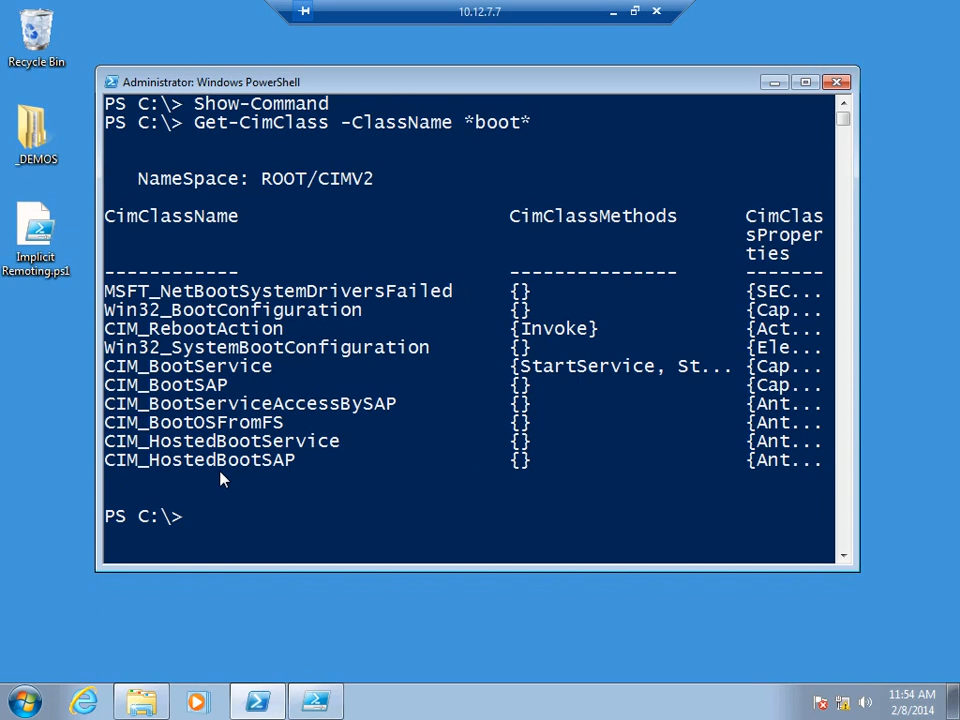 10.12.7.7
Recycle Bin
_DEMOS
Implicit
Remoting.ps1
Administrator: Windows PowerShell
PS C:\> Show-Command
PS C:\> Get-CimClass -ClassName *boot*
NameSpace: ROOT/CIMV2
CimClassName CimClassMethods CimClas
sProper
ties
------------ --------------- -------
MSFT_NetBootSystemDriversFailed {} {SEC...
Win32_BootConfiguration {} {Cap...
CIM_RebootAction {Invoke} {Act...
Win32_SystemBootConfiguration {} {Ele...
CIM_BootService {StartService, St... {Cap...
CIM_BootSAP {} {Cap...
CIM_BootServiceAccessBySAP {} {Ant...
CIM_BootOSFromFS {} {Ant...
CIM_HostedBootService {} {Ant...
CIM_HostedBootSAP {} {Ant...
PS C:\>
11:54 AM
2/8/2014